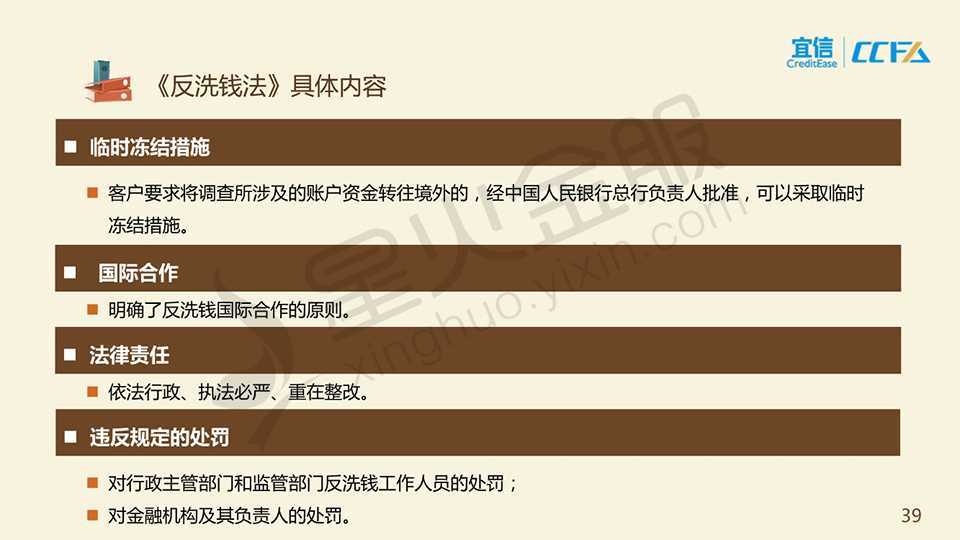 宜信
CreditEase
CCFA
《反洗钱法》具体内容
临时冻结措施
客户要求将调查所涉及的账户资金转往境外的，经中国人民银行总行负责人批准，可以采取临时
冻结措施。
国际合作
明确了反洗钱国际合作的原则。
法律责任
依法行政、执法必严、重在整改。
违反规定的处罚
对行政主管部门和监管部门反洗钱工作人员的处罚；
对金融机构及其负责人的处罚。
39
星火金服
xinghuo.yixin.com